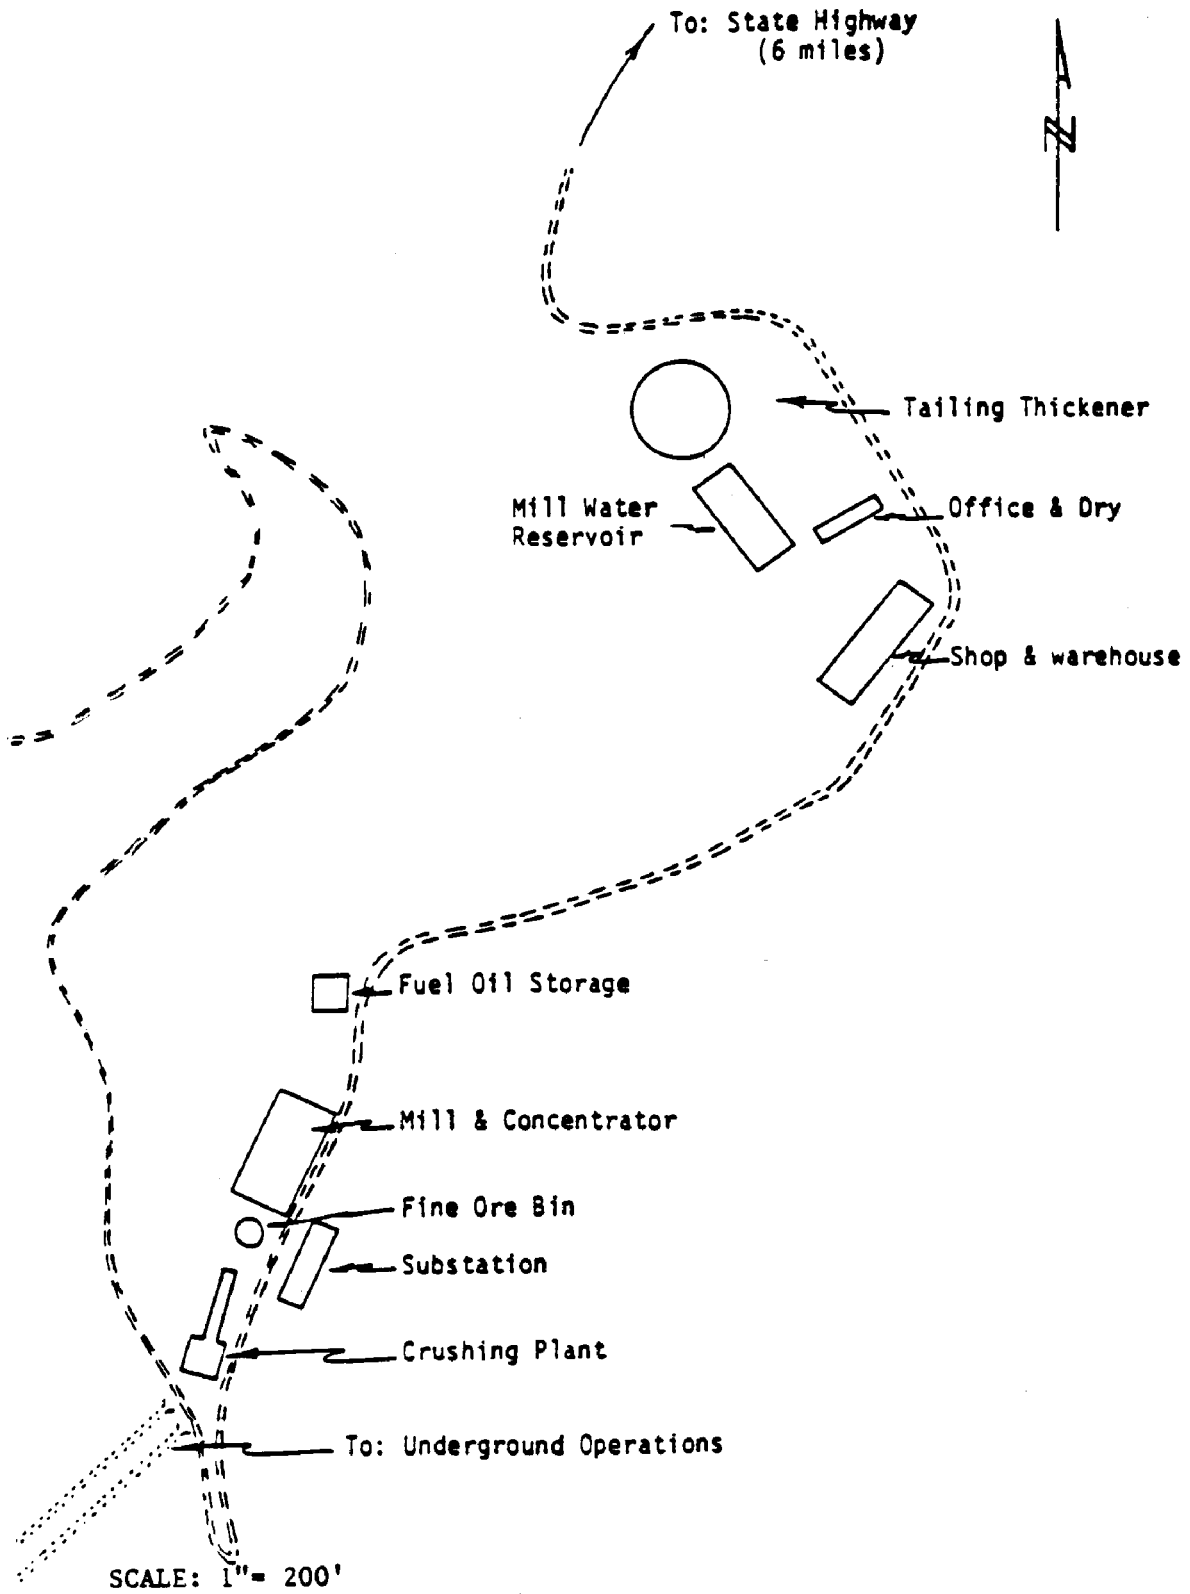 To: State Highway
(6 miles)
N
Tailing Thickener
Mill Water
Reservoir
Office & Dry
Shop & warehouse
Fuel Oil Storage
Mill & Concentrator
Fine Ore Bin
Substation
Crushing Plant
To: Underground Operations
SCALE: 1"= 200'